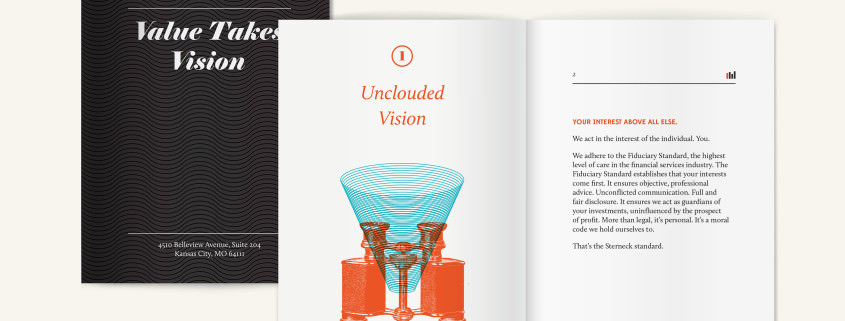 Value Takes
Vision
4510 Belleview Avenue, Suite 204
Kansas City, MO 64111
1
Unclouded
Vision
2
YOUR INTEREST ABOVE ALL ELSE.
We act in the interest of the individual. You.
We adhere to the Fiduciary Standard, the highest
level of care in the financial services industry. The
Fiduciary Standard establishes that your interests
come first. It ensures objective, professional
advice. Unconflicted communication. Full and
fair disclosure. It ensures we act as guardians of
your investments, uninfluenced by the prospect
of profit. More than legal, it's personal. It's a moral
code we hold ourselves to.
That's the Sterneck standard.